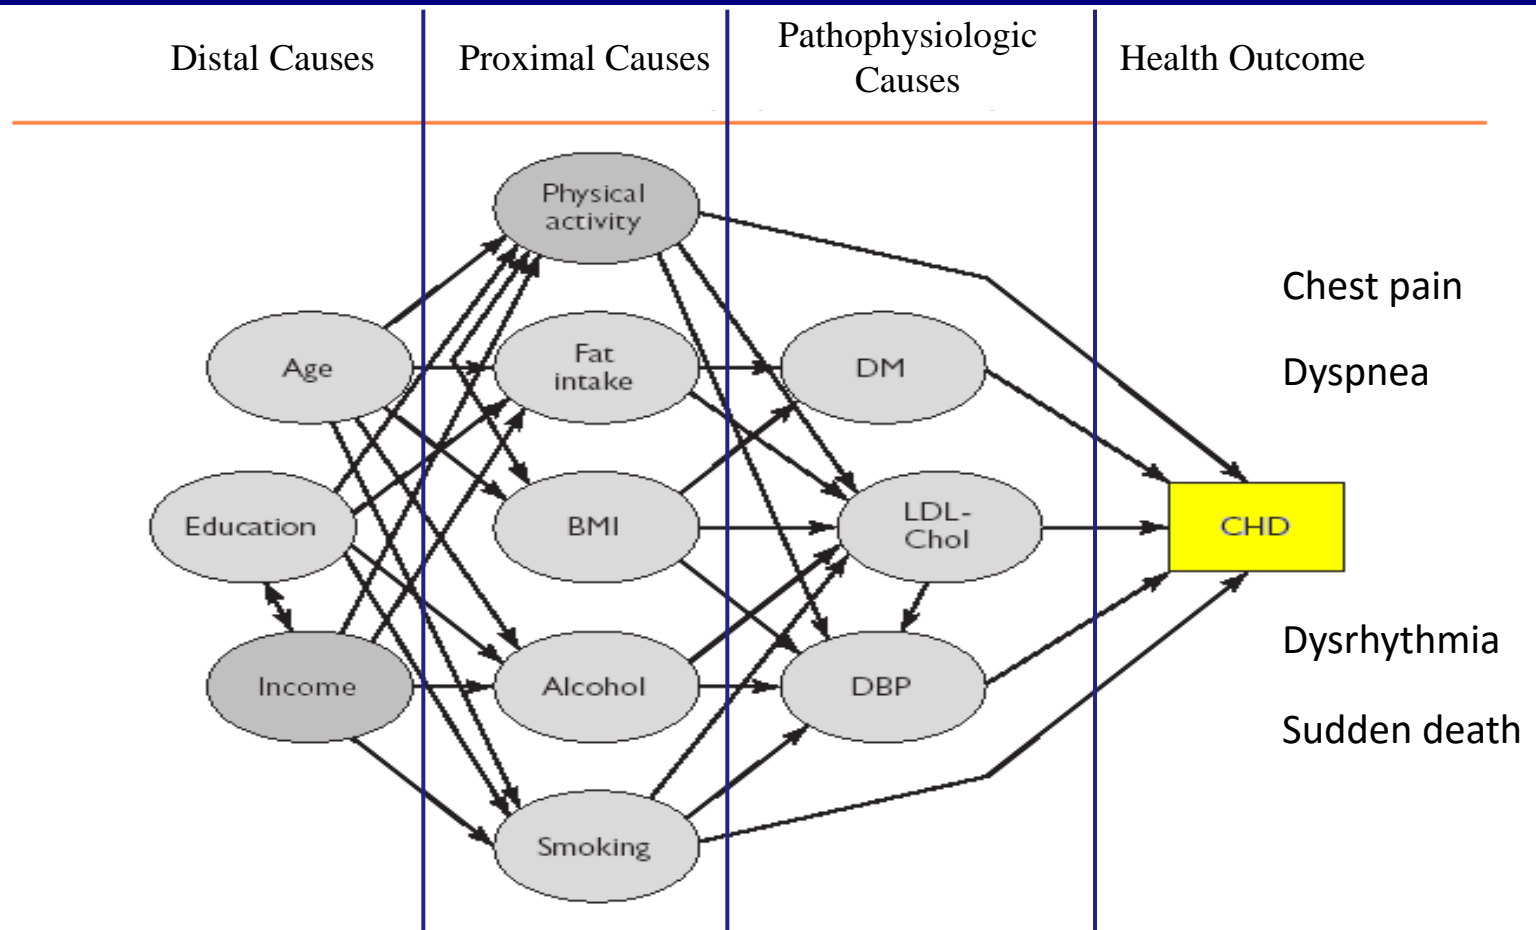 Distal Causes
Proximal Causes
Pathophysiologic
Causes
Health Outcome
Physical
activity
Chest pain
Age
Fat
intake
DM
Dyspnea
Education
BMI
LDL-
Chol
CHD
Income
Alcohol
DBP
Dysrhythmia
Sudden death
Smoking